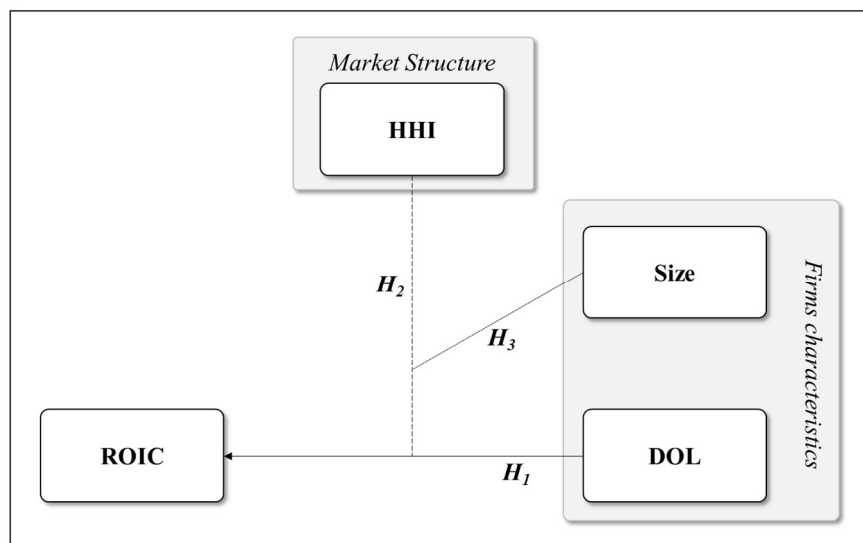 Market Structure
HHI
H2
Size
H3
Firms characteristics
ROIC
DOL
H1